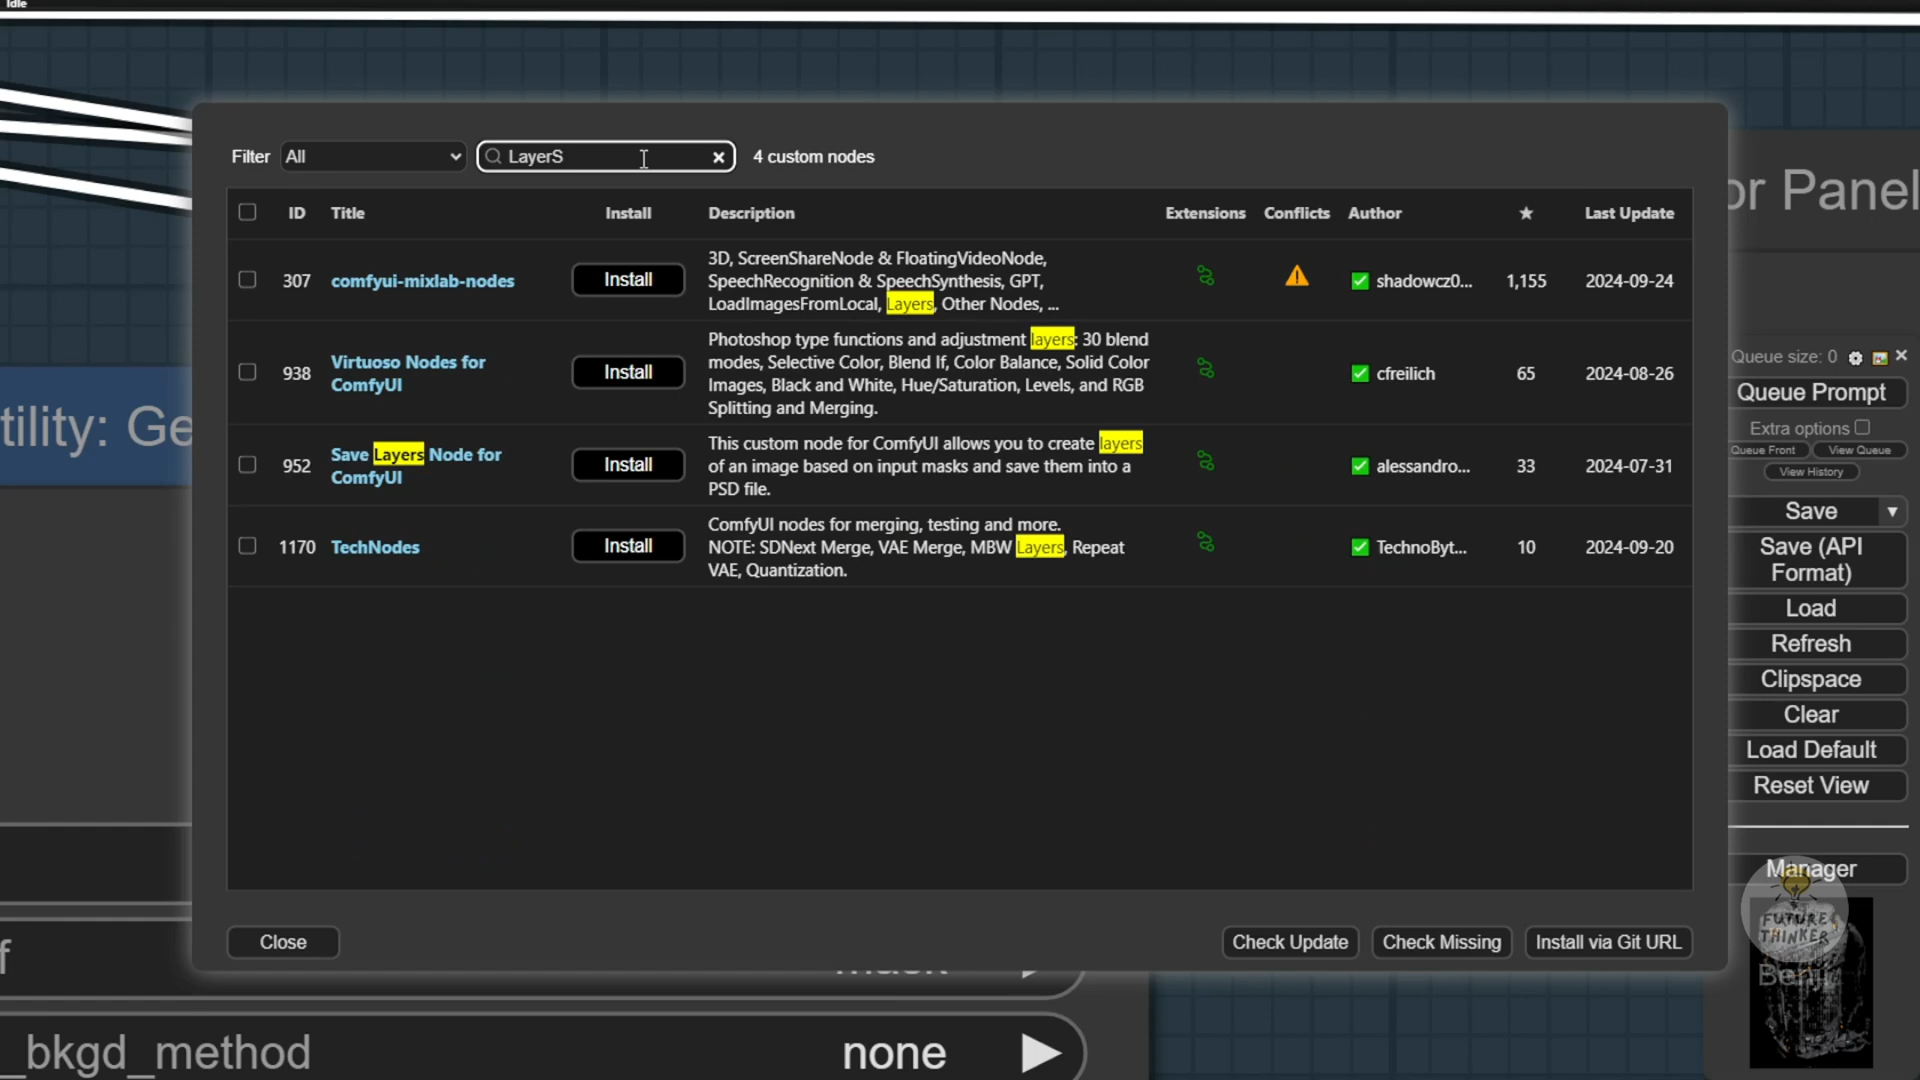 Idle
Filter All LayerS 4 custom nodes
ID Title Install Description Extensions Conflicts Author ★ Last Update
307 comfyui-mixlab-nodes Install 3D, ScreenShareNode & FloatingVideoNode,
SpeechRecognition & SpeechSynthesis, GPT,
LoadImagesFromLocal, Layers, Other Nodes, ...
shadowcz0... 1,155 2024-09-24
938 Virtuoso Nodes for
ComfyUI
Install
Photoshop type functions and adjustment layers: 30 blend
modes, Selective Color, Blend If, Color Balance, Solid Color
Images, Black and White, Hue/Saturation, Levels, and RGB
Splitting and Merging.
cfreilich 65 2024-08-26
952 Save Layers Node for
ComfyUI
Install
This custom node for ComfyUI allows you to create layers
of an image based on input masks and save them into a
PSD file.
alessandro... 33 2024-07-31
1170 TechNodes Install
ComfyUI nodes for merging, testing and more.
NOTE: SDNext Merge, VAE Merge, MBW Layers, Repeat
VAE, Quantization.
TechnoByt... 10 2024-09-20
Close Check Update Check Missing Install via Git URL
or Panel
tility: Ge
Queue size: 0
Queue Prompt
Extra options
Queue Front View Queue
View History
Save
Save (API
Format)
Load
Refresh
Clipspace
Clear
Load Default
Reset View
Manager
FUTURE
THINKER
Benji
f
_bkgd_method none